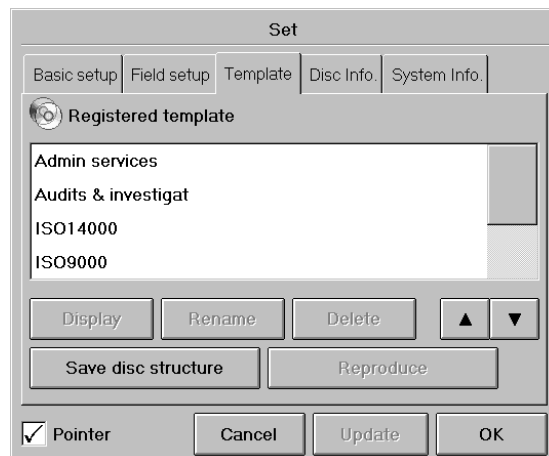 Set
Basic setup Field setup Template Disc Info. System Info.
Registered template
Admin services
Audits & investigat
ISO14000
ISO9000
Display Rename Delete ▲ ▼
Save disc structure Reproduce
Pointer Cancel Update OK